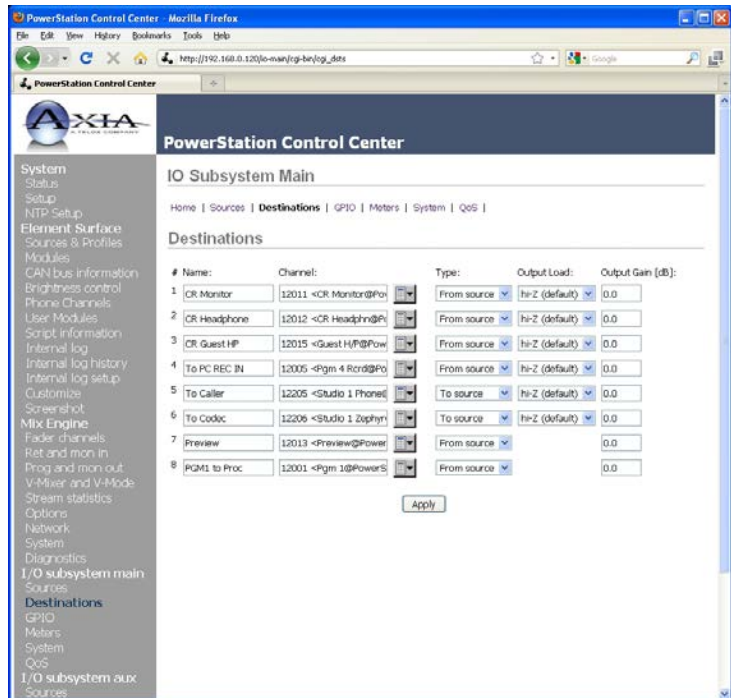 PowerStation Control Center - Mozilla Firefox
File Edit View History Bookmarks Tools Help
http://192.168.0.120/io-main/cgi-bin/cgi_dsts
Google
PowerStation Control Center
AXIA
A TELOS COMPANY
PowerStation Control Center
System
Status
Setup
NTP Setup
Element Surface
Sources & Profiles
Modules
CAN bus information
Brightness control
Phone Channels
User Modules
Script information
Internal log
Internal log history
Internal log setup
Customize
Screenshot
Mix Engine
Fader channels
Ret and mon in
Prog and mon out
V-Mixer and V-Mode
Stream statistics
Options
Network
System
Diagnostics
I/O subsystem main
Sources
Destinations
GPIO
Meters
System
QoS
I/O subsystem aux
Sources
IO Subsystem Main
Home | Sources | Destinations | GPIO | Meters | System | QoS |
Destinations
# Name: Channel: Type: Output Load: Output Gain [dB]:
1 CR Monitor 12011 <CR Monitor@Po From source hi-Z (default) 0.0
2 CR Headphone 12012 <CR Headphn@P From source hi-Z (default) 0.0
3 CR Guest HP 12015 <Guest H/P@Pow From source hi-Z (default) 0.0
4 To PC REC IN 12005 <Pgm 4 Rcrd@Po From source hi-Z (default) 0.0
5 To Caller 12205 <Studio 1 Phone To source hi-Z (default) 0.0
6 To Codec 12206 <Studio 1 Zephyr To source hi-Z (default) 0.0
7 Preview 12013 <Preview@Power From source 0.0
8 PGM1 to Proc 12001 <Pgm 1@PowerS From source 0.0
Apply